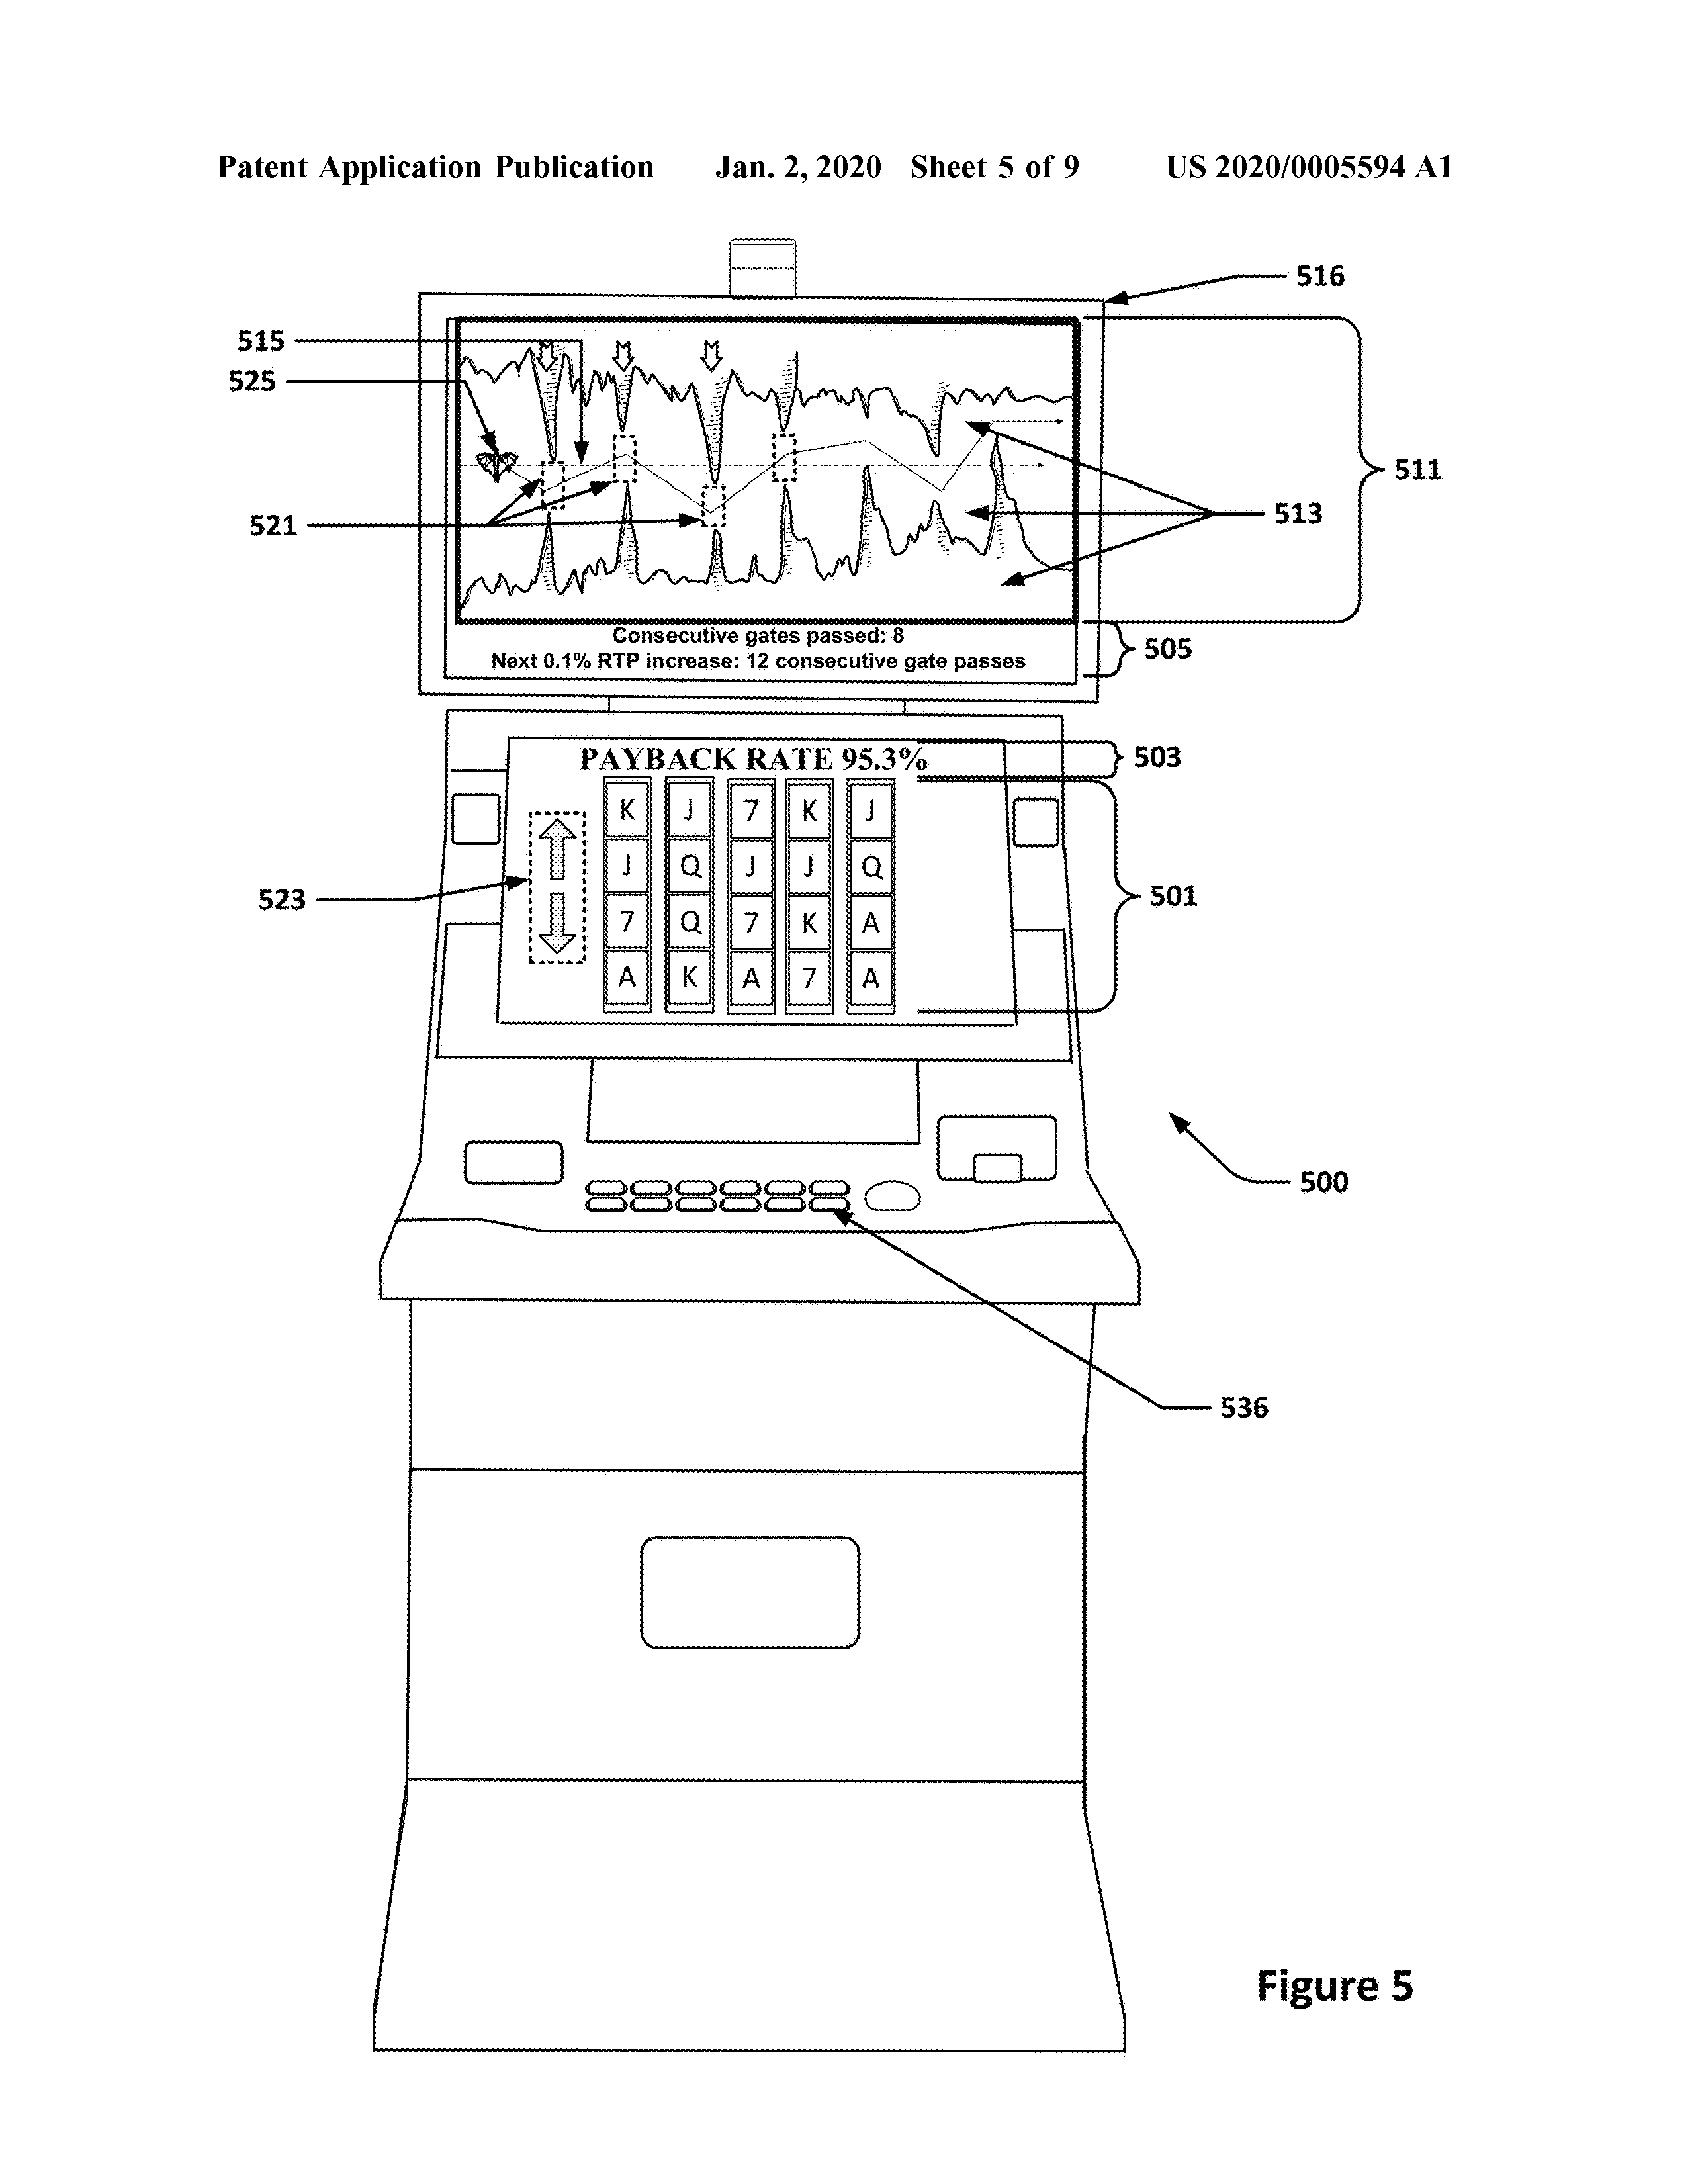 Patent Application Publication Jan. 2, 2020 Sheet 5 of 9 US 2020/0005594 A1
516
515
525
511
521
513
Consecutive gates passed: 8
Next 0.1% RTP increase: 12 consecutive gate passes
505
PAYBACK RATE 95.3%
503
K J 7 K J
J Q J J Q
523
501
7 Q 7 K A
A K A 7 A
500
536
Figure 5